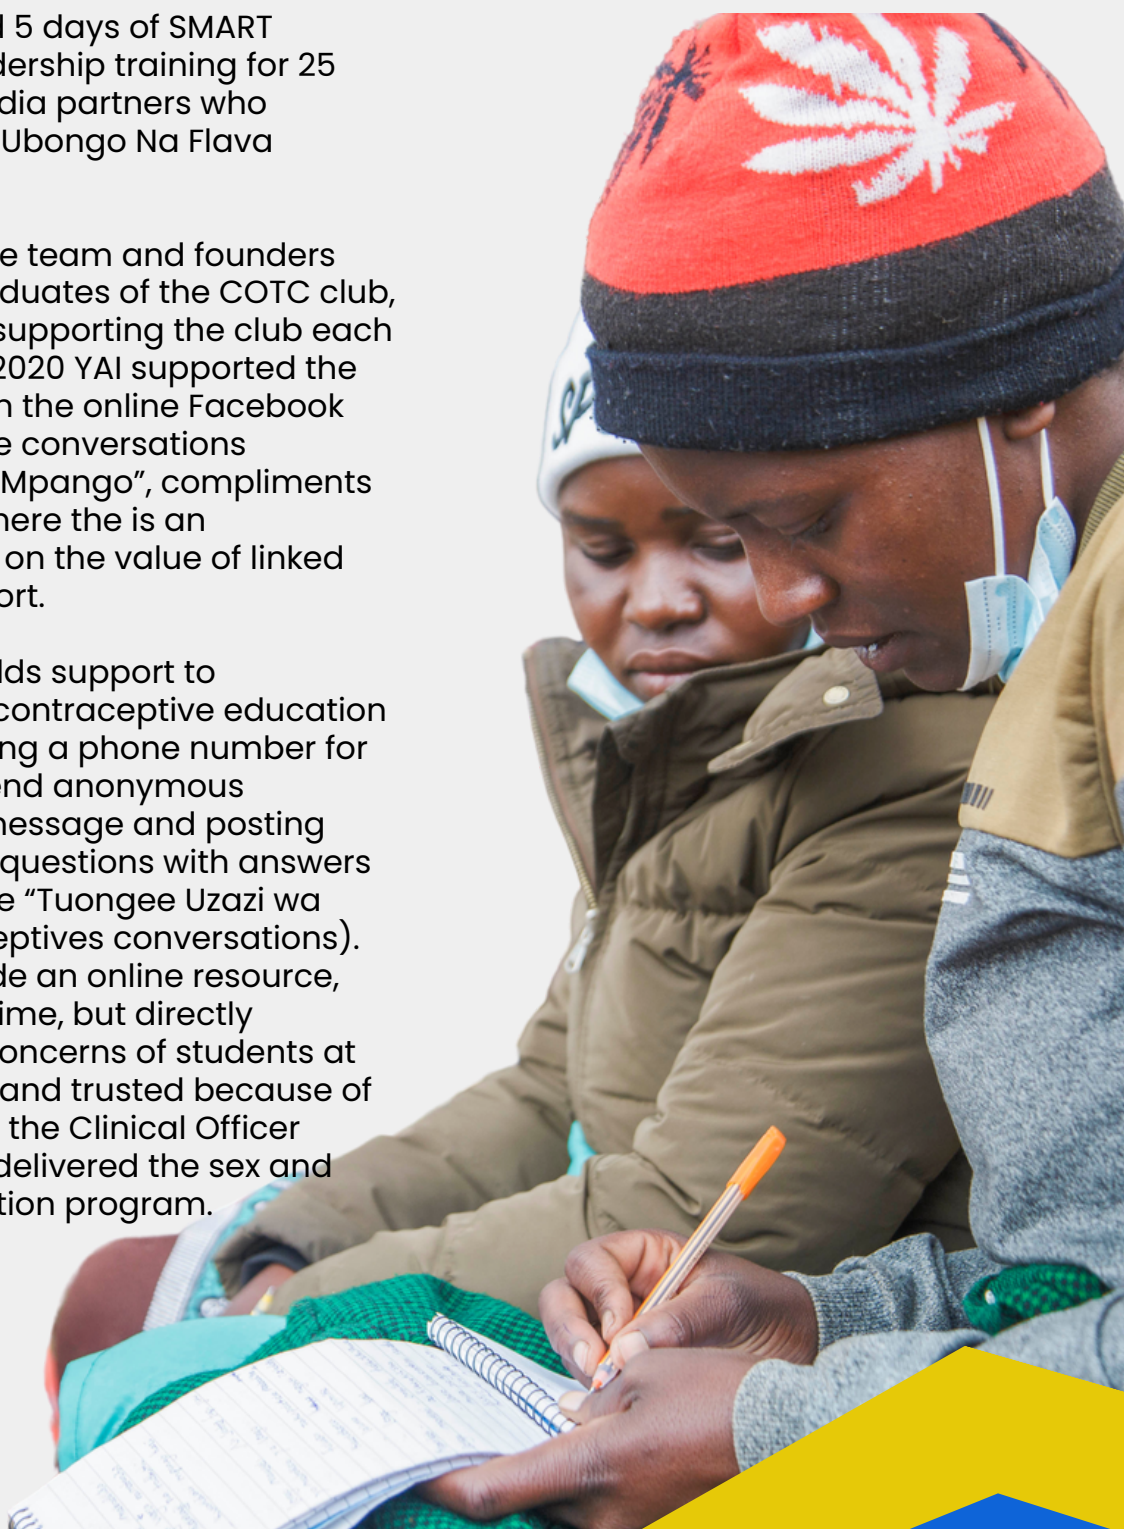 5 days of SMART
dership training for 25
dia partners who
Ubongo Na Flava
e team and founders
duates of the COTC club,
supporting the club each
2020 YAI supported the
n the online Facebook
e conversations
Mpango”, compliments
here the is an
on the value of linked
ort.
lds support to
contraceptive education
ng a phone number for
end anonymous
message and posting
questions with answers
e “Tuongee Uzazi wa
eptives conversations).
de an online resource,
ime, but directly
oncerns of students at
and trusted because of
the Clinical Officer
delivered the sex and
tion program.